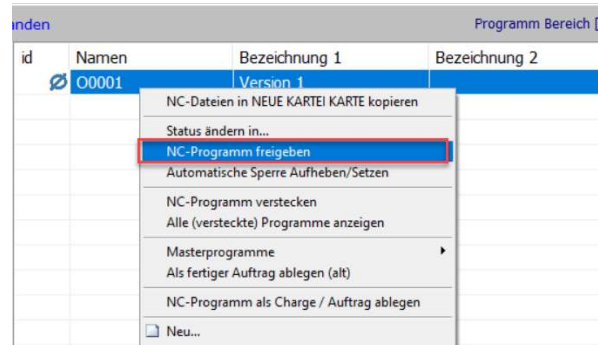 anden
Programm Bereich [
id Namen Bezeichnung 1 Bezeichnung 2
O0001 Version 1
NC-Dateien in NEUE KARTEI KARTE kopieren
Status ändern in...
NC-Programm freigeben
Automatische Sperre Aufheben/Setzen
NC-Programm verstecken
Alle (versteckte) Programme anzeigen
Masterprogramme
Als fertiger Auftrag ablegen (alt)
NC-Programm als Charge / Auftrag ablegen
Neu...